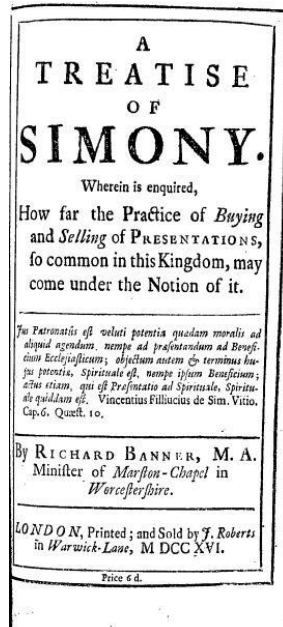 A
TREATISE
OF
SIMONY.
Wherein is enquired,
How far the Practice of Buying
and Selling of PRESENTATIONS,
ſo common in this Kingdom, may
come under the Notion of it.
Jus Patronatûs eſt veluti potentia quædam moralis ad
aliquid agendum, nempe ad præſentandum ad Benefi-
cium Eccleſiaſticum; objectum autem & terminus hu-
jus potentiæ, Spirituale eſt, nempe ipſum Beneficium;
actus etiam, qui eſt Præſentatio ad Spirituale, Spiritu-
ale quiddam eſt. Vincentius Filliucius de Sim. Vitio.
Cap. 6. Quæſt. 10.
By RICHARD BANNER, M. A.
Miniſter of Marſton-Chapel in
Worceſterſhire.
LONDON, Printed; and Sold by J. Roberts
in Warwick-Lane, M DCC XVI.
Price 6 d.